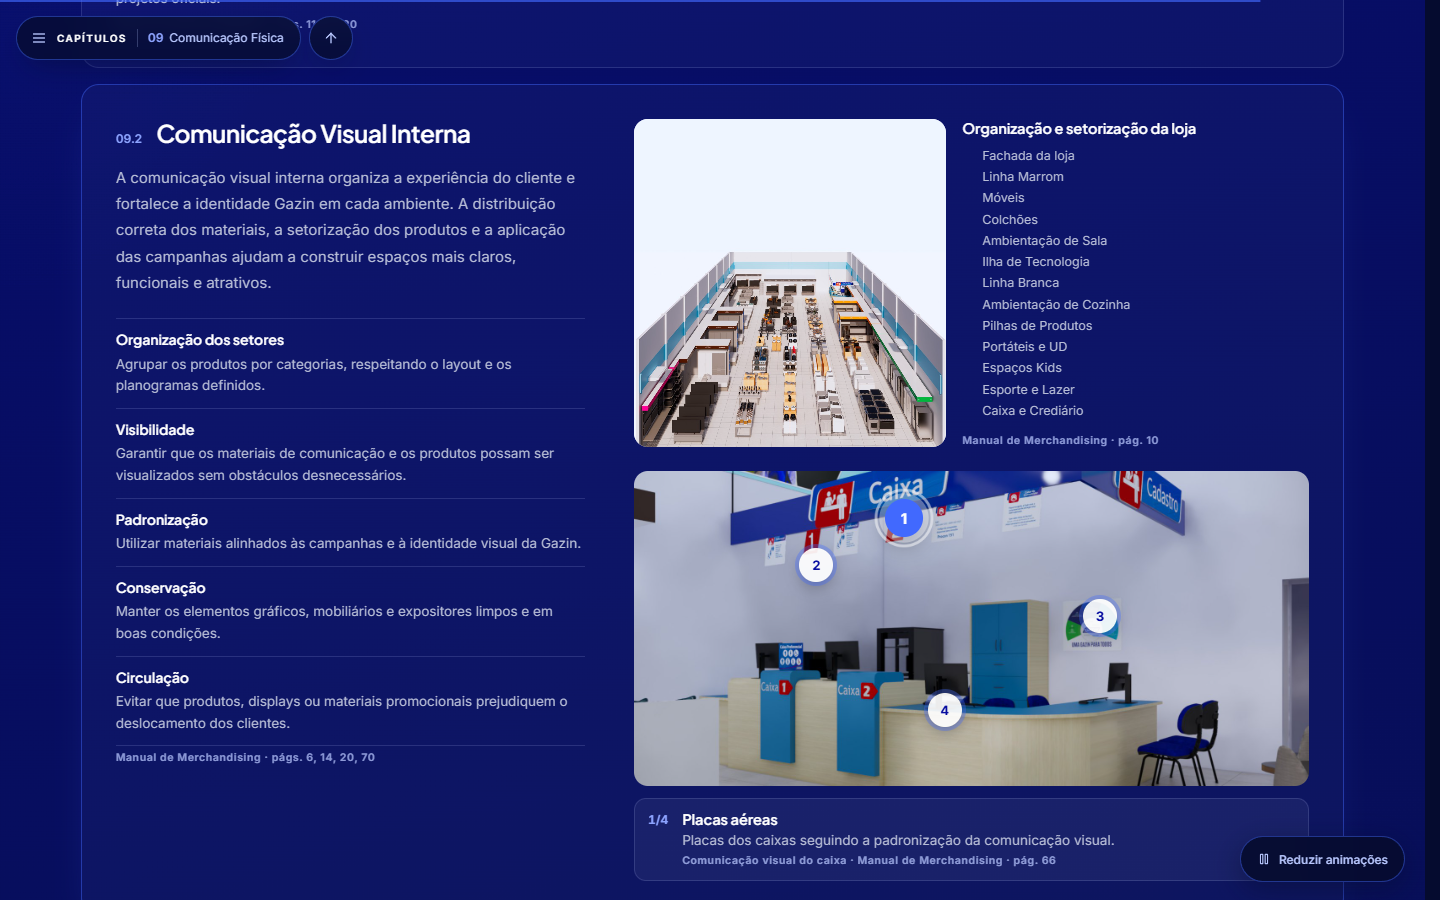 projetos oficiais.
CAPÍTULOS
09 Comunicação Física
09.2 Comunicação Visual Interna
A comunicação visual interna organiza a experiência do cliente e
fortalece a identidade Gazin em cada ambiente. A distribuição
correta dos materiais, a setorização dos produtos e a aplicação
das campanhas ajudam a construir espaços mais claros,
funcionais e atrativos.
Organização dos setores
Agrupar os produtos por categorias, respeitando o layout e os
planogramas definidos.
Visibilidade
Garantir que os materiais de comunicação e os produtos possam ser
visualizados sem obstáculos desnecessários.
Padronização
Utilizar materiais alinhados às campanhas e à identidade visual da Gazin.
Conservação
Manter os elementos gráficos, mobiliários e expositores limpos e em
boas condições.
Circulação
Evitar que produtos, displays ou materiais promocionais prejudiquem o
deslocamento dos clientes.
Manual de Merchandising · págs. 6, 14, 20, 70
Organização e setorização da loja
Fachada da loja
Linha Marrom
Móveis
Colchões
Ambientação de Sala
Ilha de Tecnologia
Linha Branca
Ambientação de Cozinha
Pilhas de Produtos
Portáteis e UD
Espaços Kids
Esporte e Lazer
Caixa e Crediário
Manual de Merchandising · pág. 10
Caixa
Cadastro
1
2
3
UMA GAZIN PARA TODOS
Caixa 1
Caixa 2
4
1/4 Placas aéreas
Placas dos caixas seguindo a padronização da comunicação visual.
Comunicação visual do caixa · Manual de Merchandising · pág. 66
Reduzir animações